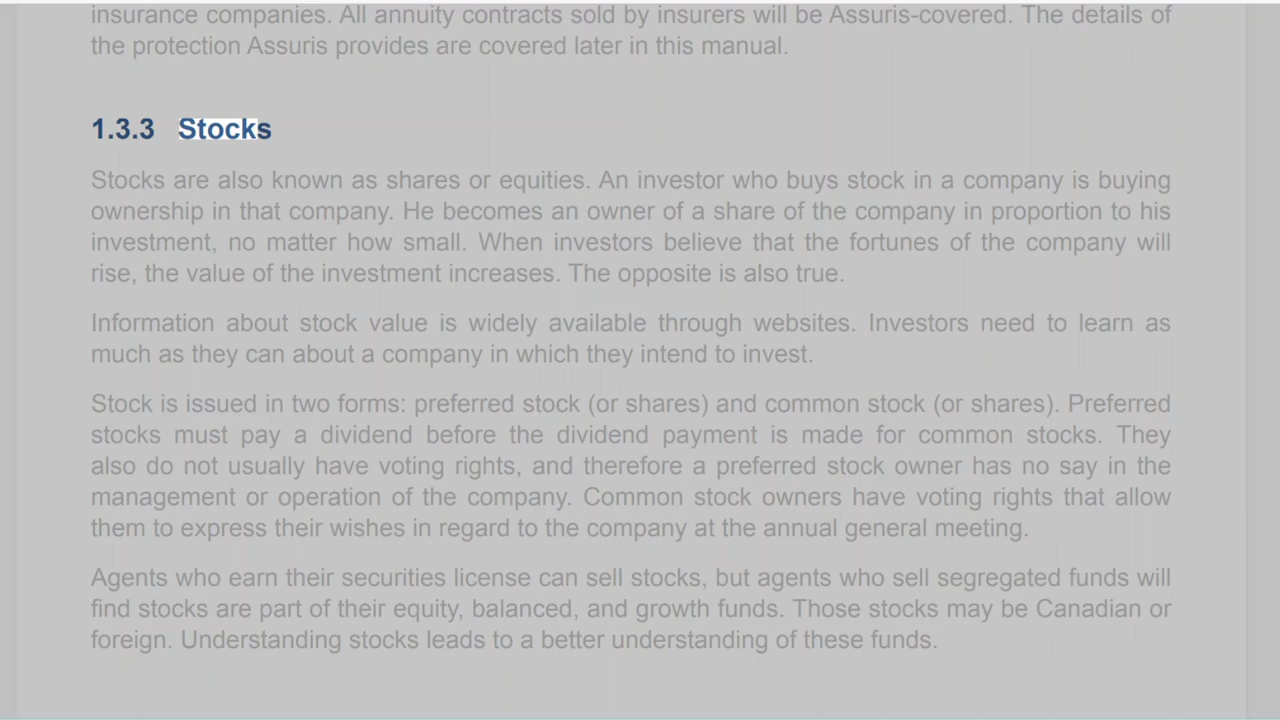 insurance companies. All annuity contracts sold by insurers will be Assuris-covered. The details of
the protection Assuris provides are covered later in this manual.
1.3.3 Stocks
Stocks are also known as shares or equities. An investor who buys stock in a company is buying
ownership in that company. He becomes an owner of a share of the company in proportion to his
investment, no matter how small. When investors believe that the fortunes of the company will
rise, the value of the investment increases. The opposite is also true.
Information about stock value is widely available through websites. Investors need to learn as
much as they can about a company in which they intend to invest.
Stock is issued in two forms: preferred stock (or shares) and common stock (or shares). Preferred
stocks must pay a dividend before the dividend payment is made for common stocks. They
also do not usually have voting rights, and therefore a preferred stock owner has no say in the
management or operation of the company. Common stock owners have voting rights that allow
them to express their wishes in regard to the company at the annual general meeting.
Agents who earn their securities license can sell stocks, but agents who sell segregated funds will
find stocks are part of their equity, balanced, and growth funds. Those stocks may be Canadian or
foreign. Understanding stocks leads to a better understanding of these funds.